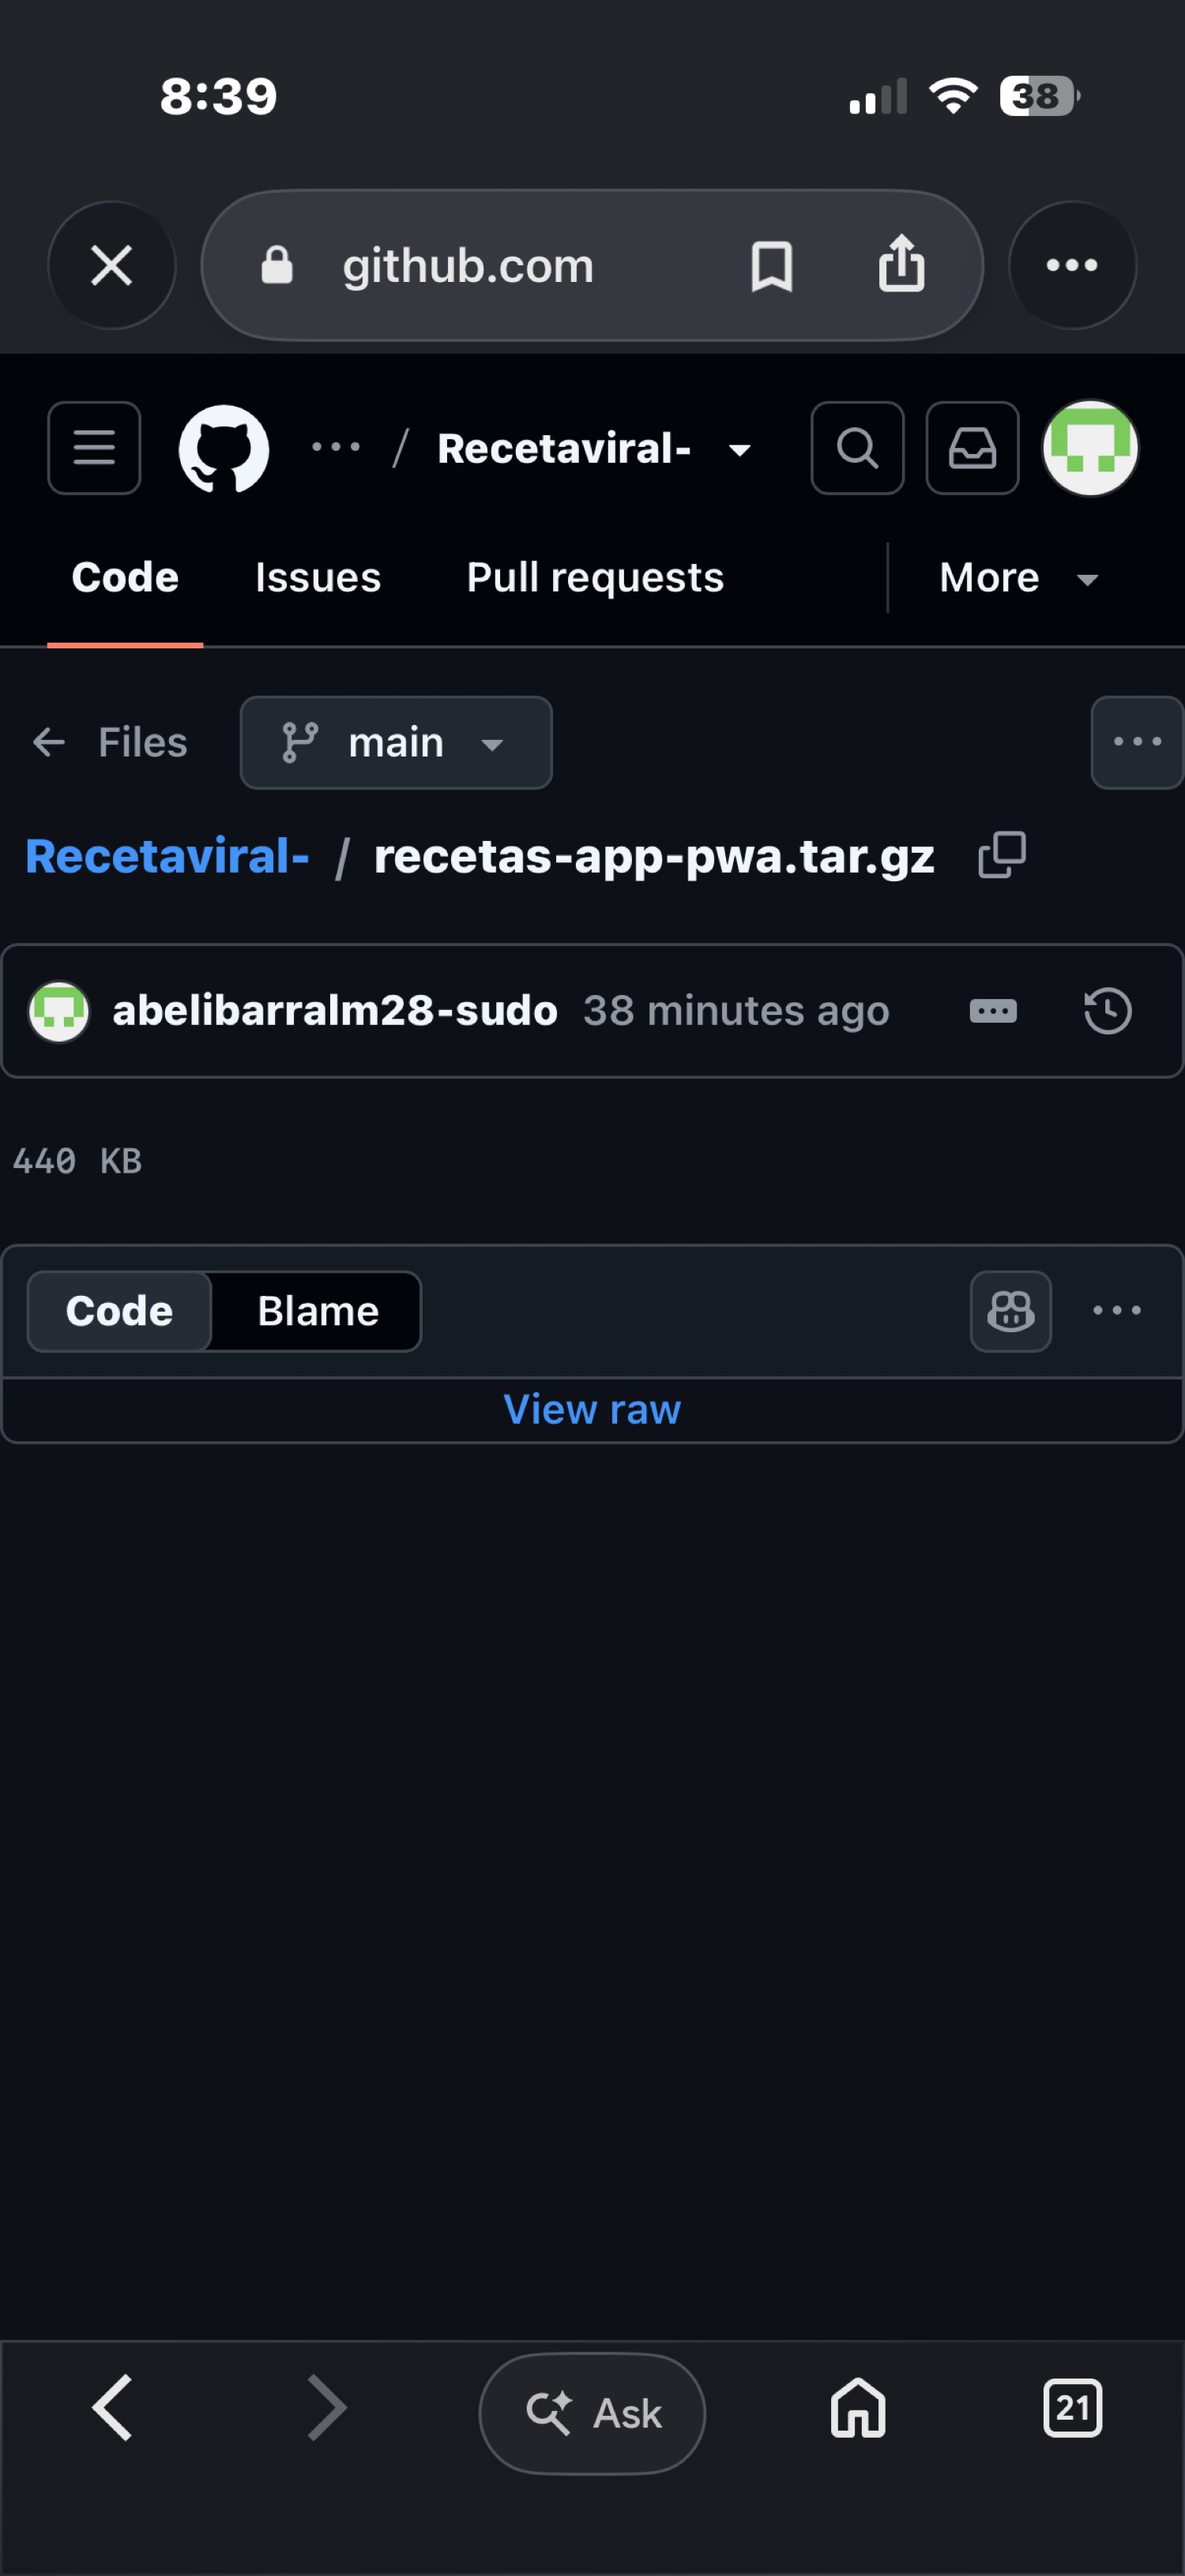 8:39
38
github.com
/ Recetaviral-
Code Issues Pull requests More
Files main
Recetaviral- / recetas-app-pwa.tar.gz
abelibarralm28-sudo 38 minutes ago
440 KB
Code Blame
View raw
Ask 21